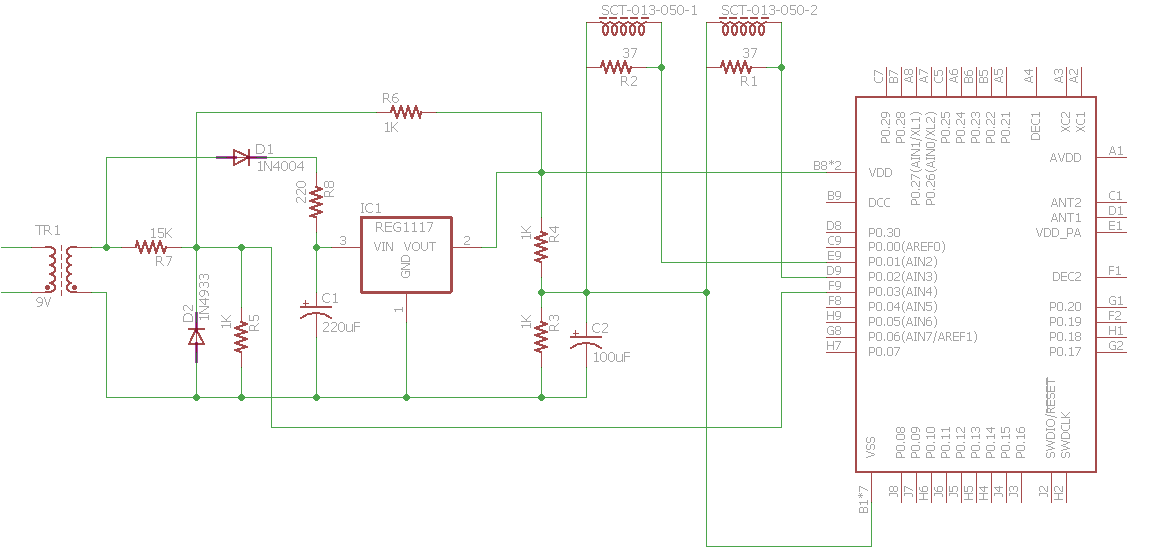 SCT-013-050-1
SCT-013-050-2
37
R2
37
R1
R6
1K
D1
1N4004
220
R8
TR1
9V
15K
R7
IC1
REG1117
3
VIN VOUT
2
GND
1
1K
R4
D2
1N4933
1K
R5
C1
+
220uF
1K
R3
C2
+
100uF
C7
B7
A8
A7
C5
A6
B6
B5
A5
A4
A3
A2
P0.29
P0.28
P0.27(AIN1/XL1)
P0.26(AIN0/XL2)
P0.25
P0.24
P0.23
P0.22
P0.21
DEC1
XC2
XC1
B8*2
VDD
B9
DCC
D8
P0.30
C9
P0.00(AREF0)
E9
P0.01(AIN2)
D9
P0.02(AIN3)
F9
P0.03(AIN4)
F8
P0.04(AIN5)
H9
P0.05(AIN6)
G8
P0.06(AIN7/AREF1)
H7
P0.07
AVDD
A1
ANT2
C1
ANT1
D1
VDD_PA
E1
DEC2
F1
P0.20
G1
P0.19
F2
P0.18
H1
P0.17
G2
VSS
P0.08
P0.09
P0.10
P0.11
P0.12
P0.13
P0.14
P0.15
P0.16
SWDIO/RESET
SWDCLK
B1*7
J8
J7
H6
J6
J5
H5
H4
J4
J3
J2
H2